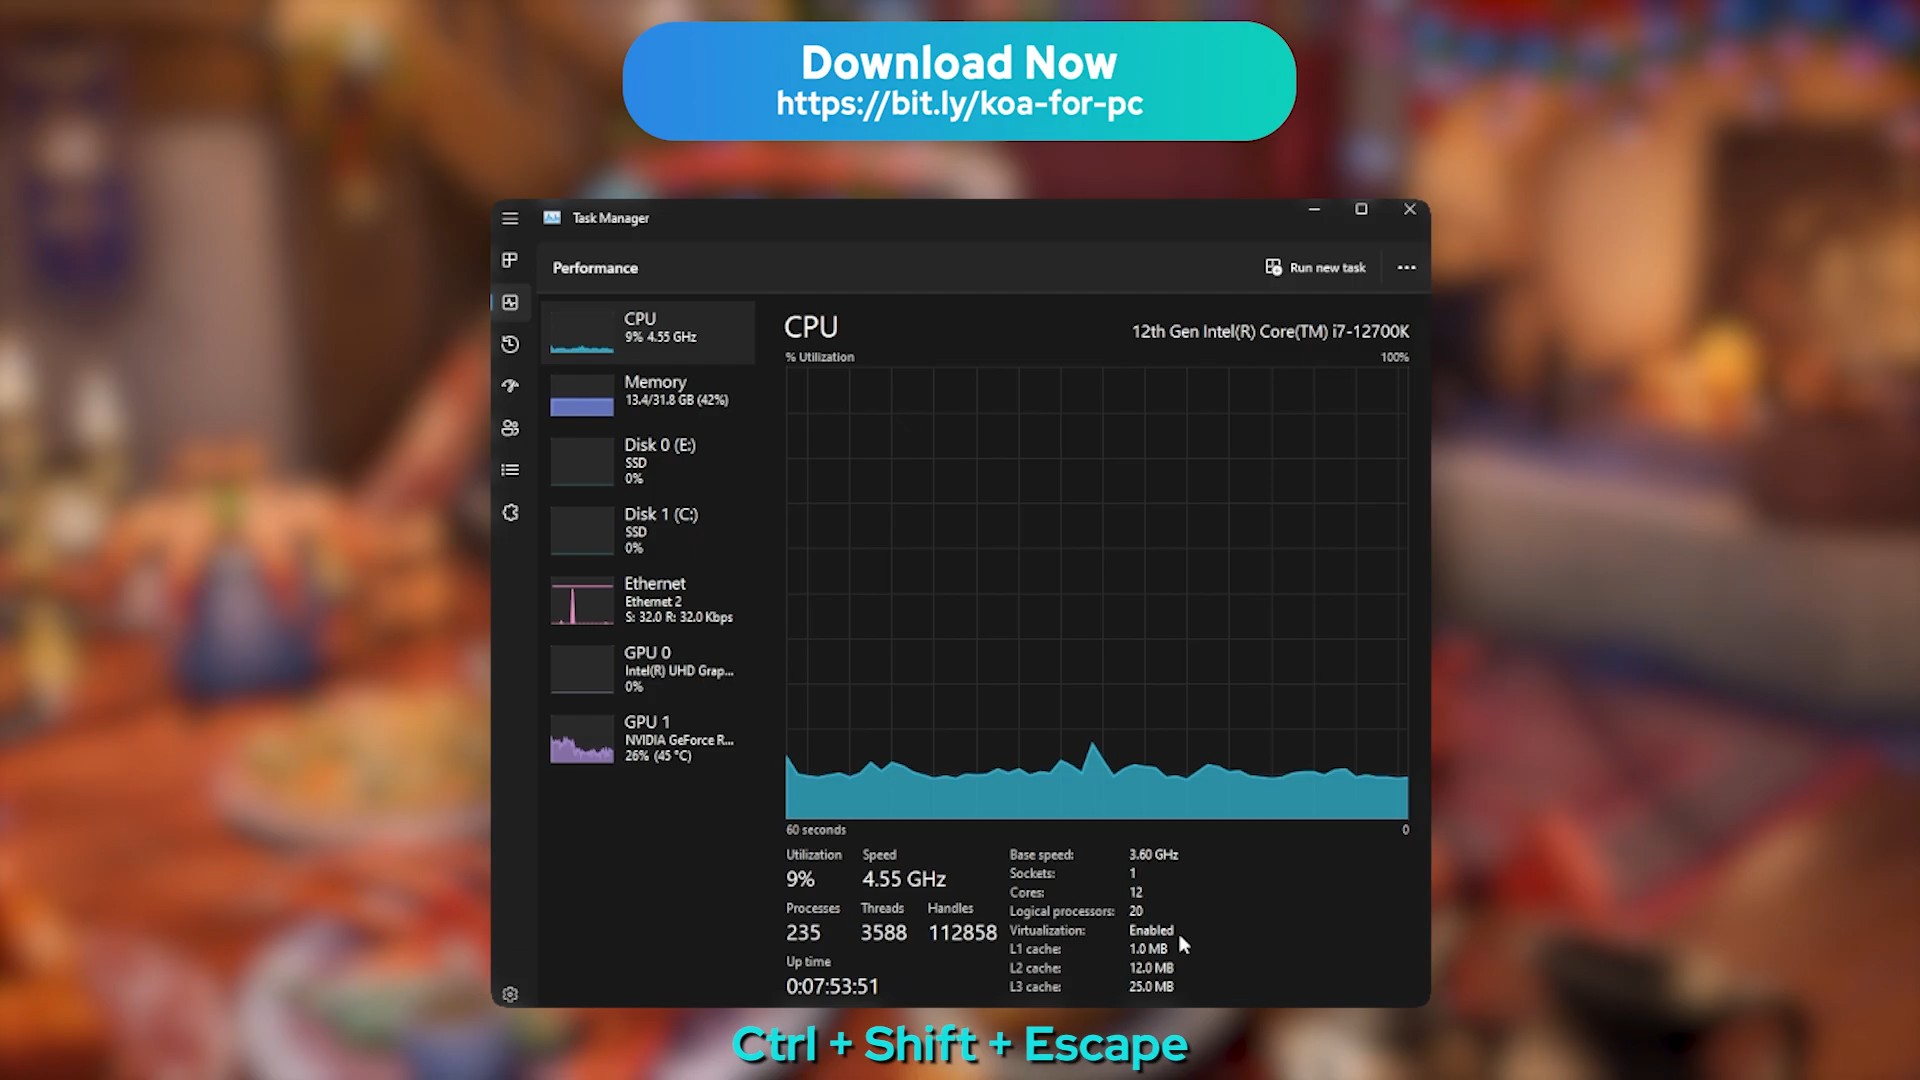 Download Now
https://bit.ly/koa-for-pc
Task Manager
Performance
Run new task
CPU
9% 4.55 GHz
Memory
13.4/31.8 GB (42%)
Disk 0 (E:)
SSD
0%
Disk 1 (C:)
SSD
0%
Ethernet
Ethernet 2
S: 32.0 R: 32.0 Kbps
GPU 0
Intel(R) UHD Grap...
0%
GPU 1
NVIDIA GeForce R...
26% (45 °C)
CPU
12th Gen Intel(R) Core(TM) i7-12700K
% Utilization
100%
60 seconds
0
Utilization
Speed
9%
4.55 GHz
Processes
Threads
Handles
235
3588
112858
Up time
0:07:53:51
Base speed:
3.60 GHz
Sockets:
1
Cores:
12
Logical processors:
20
Virtualization:
Enabled
L1 cache:
1.0 MB
L2 cache:
12.0 MB
L3 cache:
25.0 MB
Ctrl + Shift + Escape